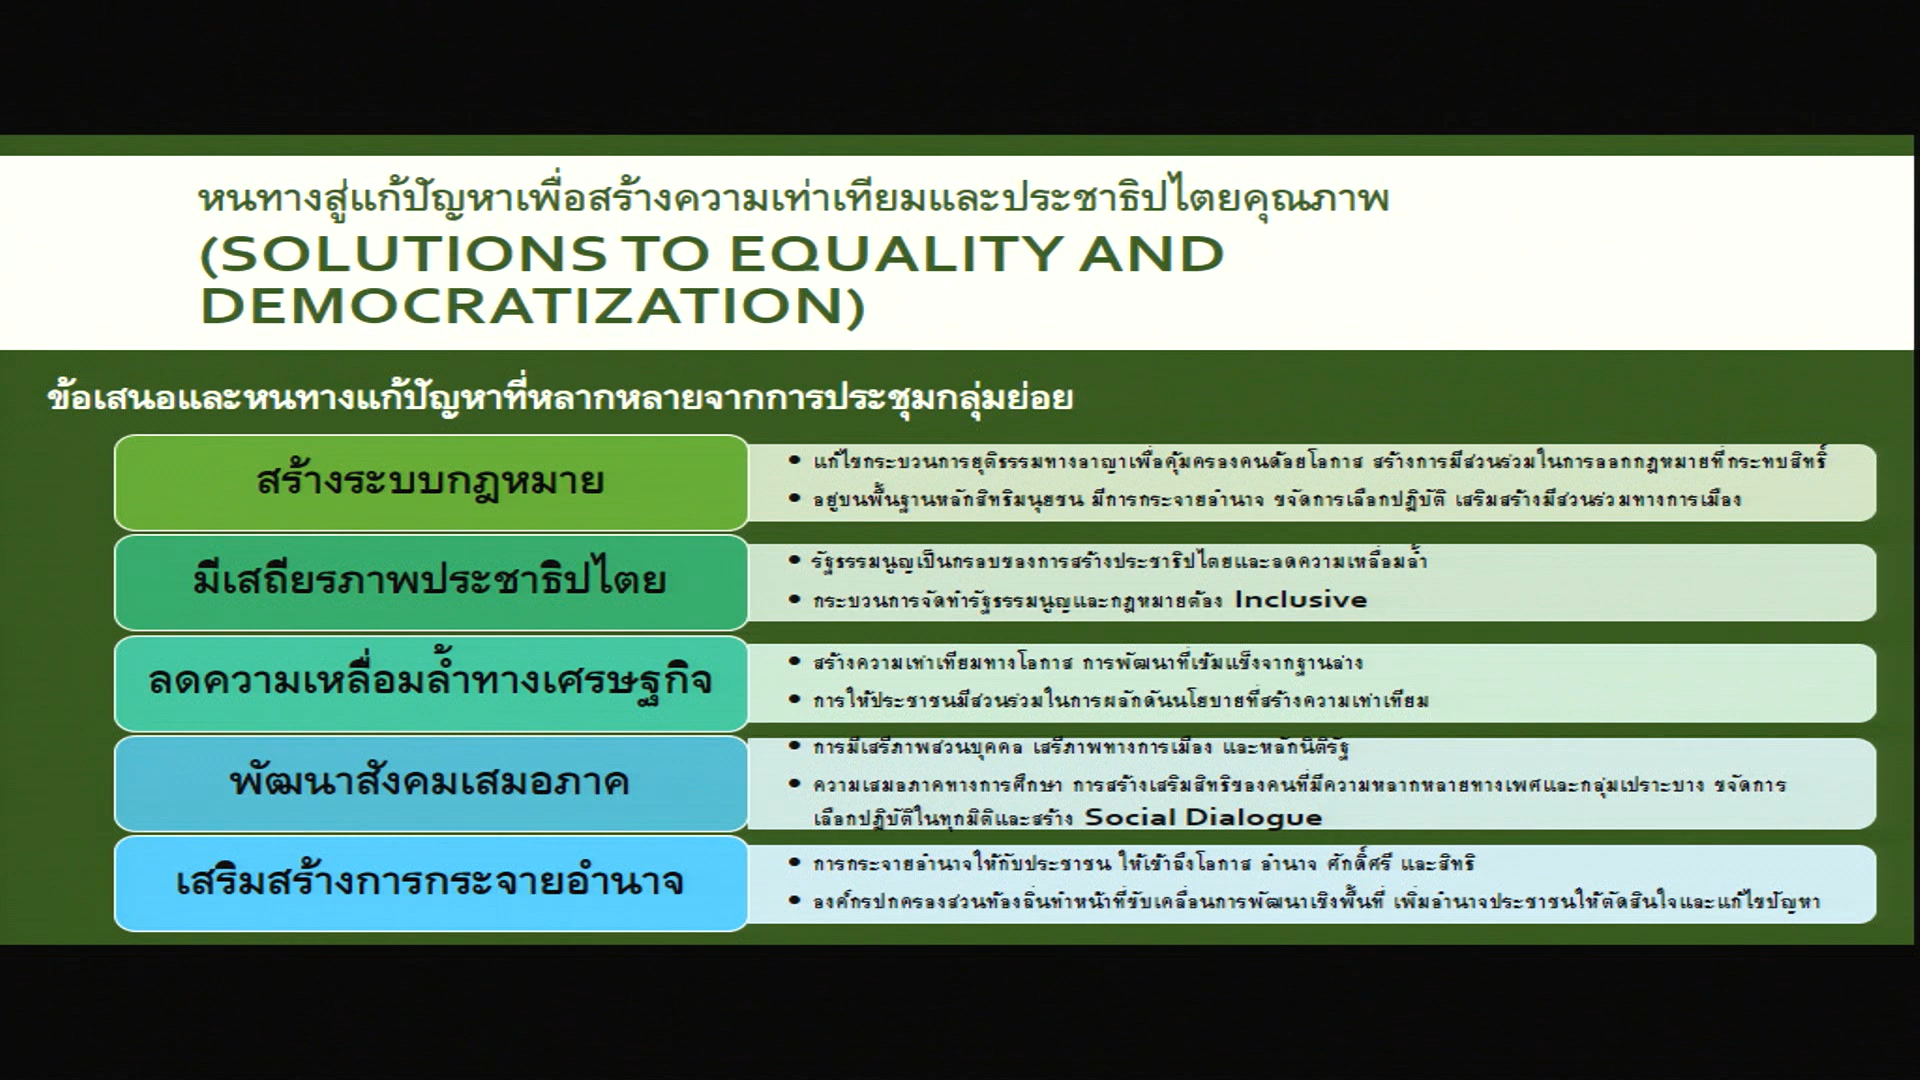 หนทางสู่แก้ปัญหาเพื่อสร้างความเท่าเทียมและประชาธิปไตยคุณภาพ
(SOLUTIONS TO EQUALITY AND
DEMOCRATIZATION)
ข้อเสนอและหนทางแก้ปัญหาที่หลากหลายจากการประชุมกลุ่มย่อย
สร้างระบบกฎหมาย
• แก้ไขกระบวนการยุติธรรมทางอาญาเพื่อคุ้มครองคนด้อยโอกาส สร้างการมีส่วนร่วมในการออกกฎหมายที่กระทบสิทธิ์
• อยู่บนพื้นฐานหลักสิทธิมนุยชน มีการกระจายอำนาจ ขจัดการเลือกปฏิบัติ เสริมสร้างมีส่วนร่วมทางการเมือง
มีเสถียรภาพประชาธิปไตย
• รัฐธรรมนูญเป็นกรอบของการสร้างประชาธิปไตยและลดความเหลื่อมล้ำ
• กระบวนการจัดทำรัฐธรรมนูญและกฎหมายต้อง Inclusive
ลดความเหลื่อมล้ำทางเศรษฐกิจ
• สร้างความเท่าเทียมทางโอกาส การพัฒนาที่เข้มแข็งจากฐานล่าง
• การให้ประชาชนมีส่วนร่วมในการผลักดันนโยบายที่สร้างความเท่าเทียม
พัฒนาสังคมเสมอภาค
• การมีเสรีภาพส่วนบุคคล เสรีภาพทางการเมือง และหลักนิติรัฐ
• ความเสมอภาคทางการศึกษา การสร้างเสริมสิทธิของคนที่มีความหลากหลายทางเพศและกลุ่มเปราะบาง ขจัดการ
เลือกปฏิบัติในทุกมิติและสร้าง Social Dialogue
เสริมสร้างการกระจายอำนาจ
• การกระจายอำนาจให้กับประชาชน ให้เข้าถึงโอกาส อำนาจ ศักดิ์ศรี และสิทธิ
• องค์กรปกครองส่วนท้องถิ่นทำหน้าที่ขับเคลื่อนการพัฒนาเชิงพื้นที่ เพิ่มอำนาจประชาชนให้ตัดสินใจและแก้ไขปัญหา